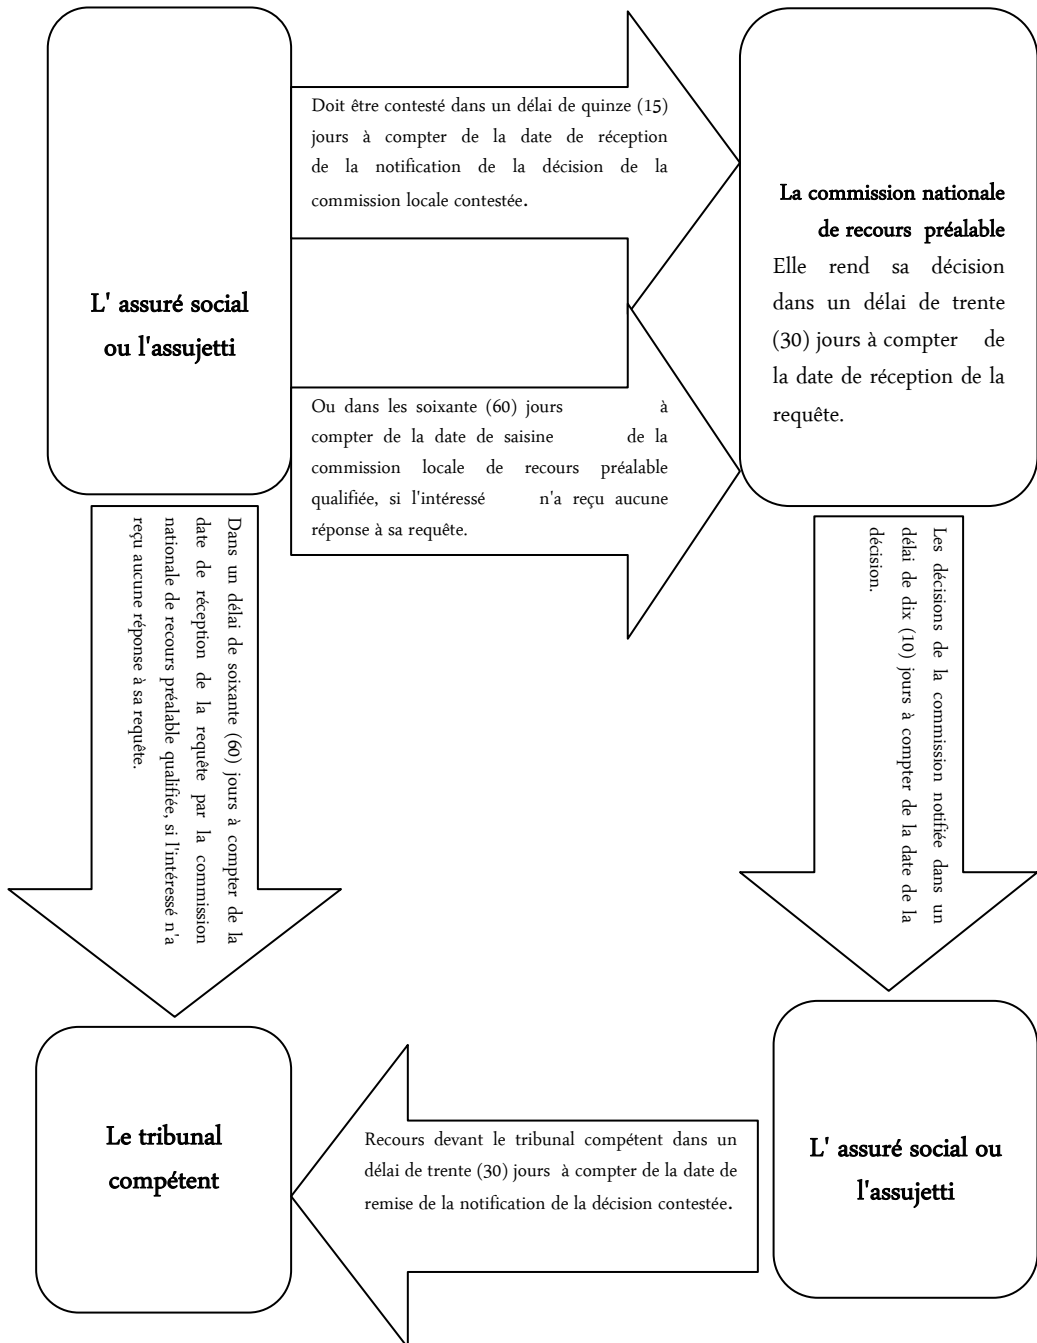 L' assuré social
ou l'assujetti
Doit être contesté dans un délai de quinze (15)
jours à compter de la date de réception
de la notification de la décision de la
commission locale contestée.
Ou dans les soixante (60) jours à
compter de la date de saisine de la
commission locale de recours préalable
qualifiée, si l'intéressé n'a reçu aucune
réponse à sa requête.
La commission nationale
de recours préalable
Elle rend sa décision
dans un délai de trente
(30) jours à compter de
la date de réception de la
requête.
Dans un délai de soixante (60) jours à compter de la
date de réception de la requête par la commission
nationale de recours préalable qualifiée, si l'intéressé n'a
reçu aucune réponse à sa requête.
Les décisions de la commission notifiée dans un
délai de dix (10) jours à compter de la date de la
décision.
Le tribunal
compétent
Recours devant le tribunal compétent dans un
délai de trente (30) jours à compter de la date de
remise de la notification de la décision contestée.
L' assuré social ou
l'assujetti